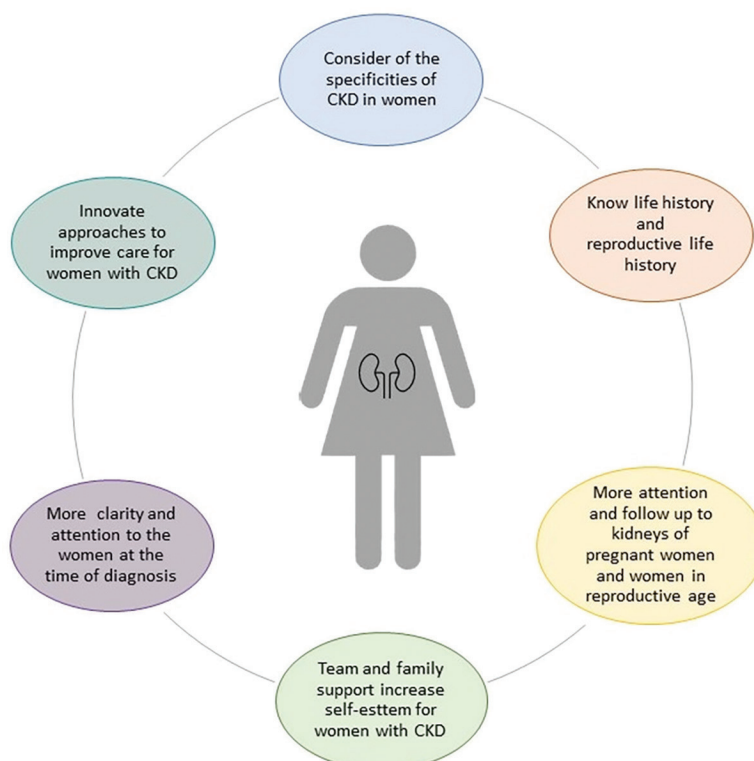 Consider of the
specificities of
CKD in women
Know life history
and
reproductive life
history
More attention
and follow up to
kidneys of
pregnant women
and women in
reproductive age
Team and family
support increase
self-esttem for
women with CKD
More clarity and
attention to the
women at the
time of diagnosis
Innovate
approaches to
improve care for
women with CKD